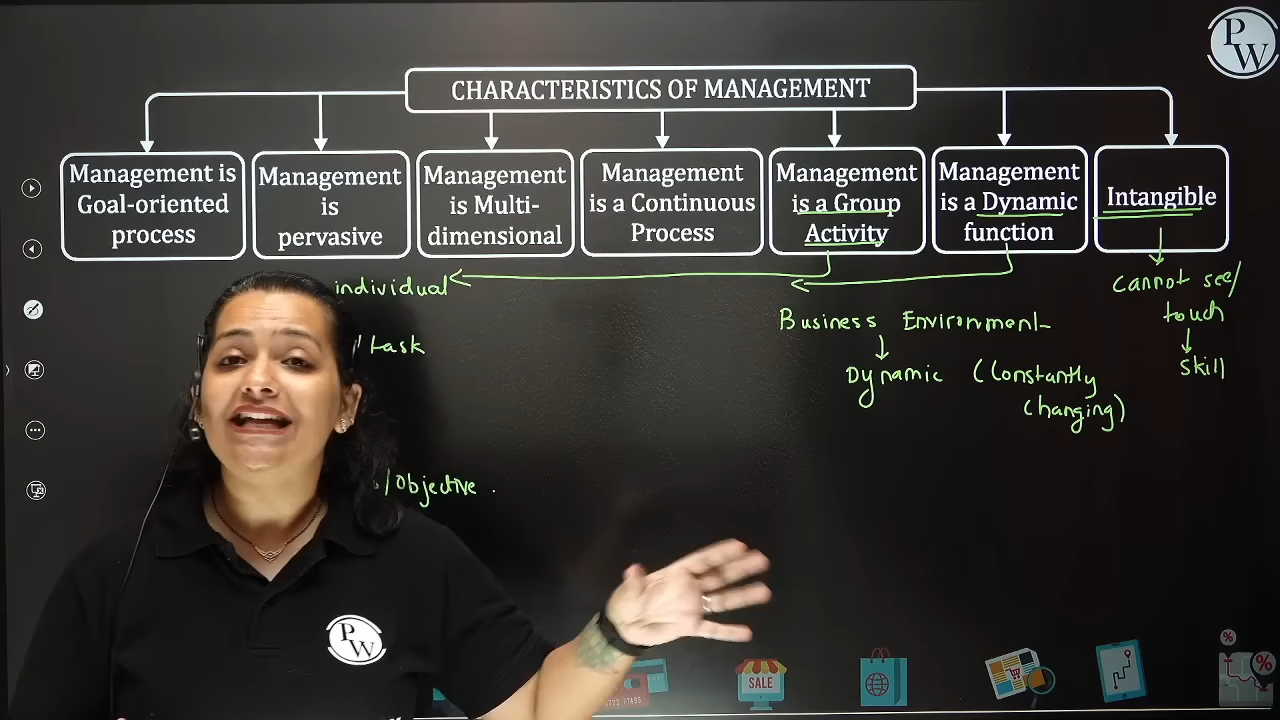 PW
CHARACTERISTICS OF MANAGEMENT
Management is
Goal-oriented
process
Management
is
pervasive
Management
is Multi-
dimensional
Management
is a Continuous
Process
Management
is a Group
Activity
Management
is a Dynamic
function
Intangible
individual
task
/Objective .
Business Environment
Dynamic (Constantly
changing)
cannot see/
touch
skill
PW
SALE
%
%